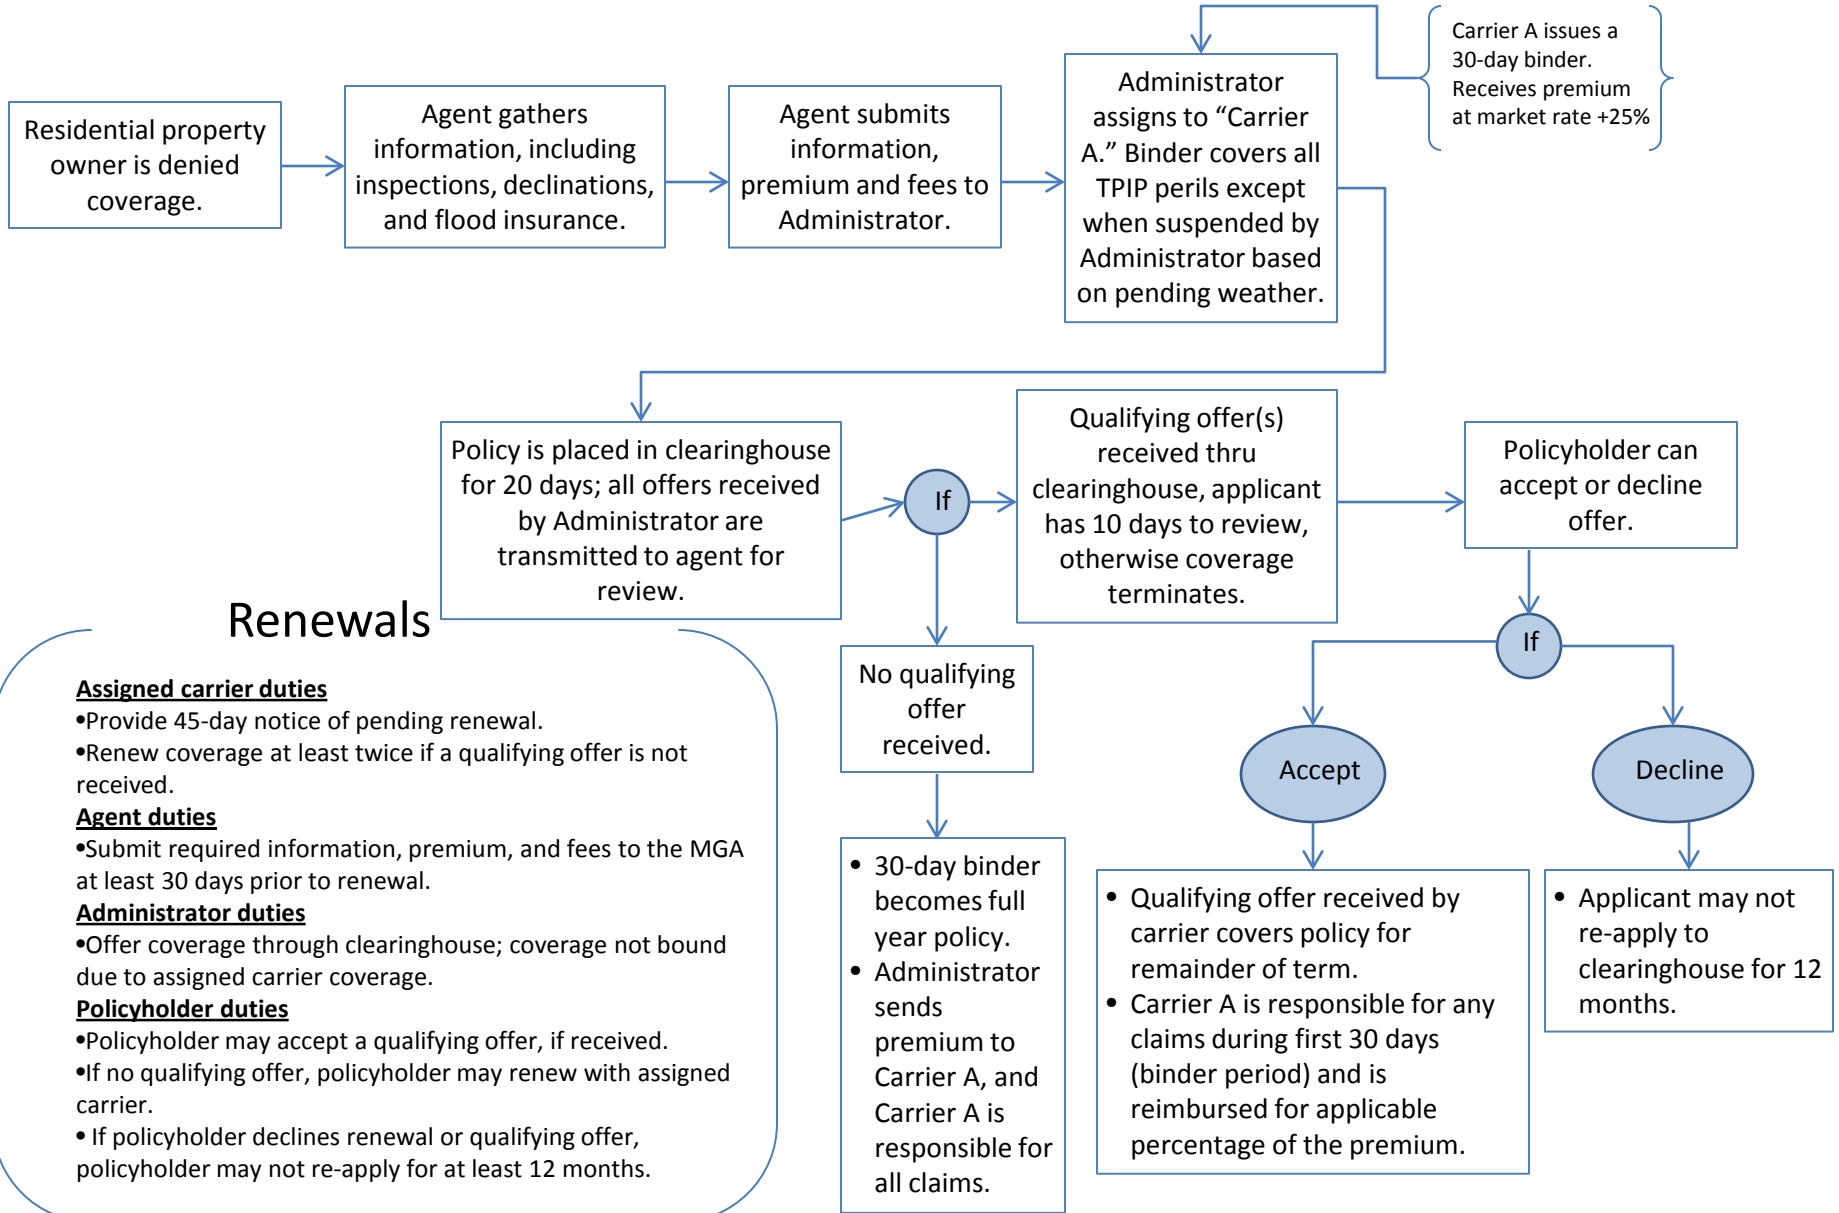 Residential property
owner is denied
coverage.
Agent gathers
information, including
inspections, declinations,
and flood insurance.
Agent submits
information,
premium and fees to
Administrator.
Administrator
assigns to “Carrier
A.” Binder covers all
TPIP perils except
when suspended by
Administrator based
on pending weather.
Carrier A issues a
30-day binder.
Receives premium
at market rate +25%
Policy is placed in clearinghouse
for 20 days; all offers received
by Administrator are
transmitted to agent for
review.
If
Qualifying offer(s)
received thru
clearinghouse, applicant
has 10 days to review,
otherwise coverage
terminates.
Policyholder can
accept or decline
offer.
If
No qualifying
offer
received.
Accept
Decline
• 30-day binder
becomes full
year policy.
• Administrator
sends
premium to
Carrier A, and
Carrier A is
responsible for
all claims.
• Qualifying offer received by
carrier covers policy for
remainder of term.
• Carrier A is responsible for any
claims during first 30 days
(binder period) and is
reimbursed for applicable
percentage of the premium.
• Applicant may not
re-apply to
clearinghouse for 12
months.
Renewals
Assigned carrier duties
•Provide 45-day notice of pending renewal.
•Renew coverage at least twice if a qualifying offer is not
received.
Agent duties
•Submit required information, premium, and fees to the MGA
at least 30 days prior to renewal.
Administrator duties
•Offer coverage through clearinghouse; coverage not bound
due to assigned carrier coverage.
Policyholder duties
•Policyholder may accept a qualifying offer, if received.
•If no qualifying offer, policyholder may renew with assigned
carrier.
• If policyholder declines renewal or qualifying offer,
policyholder may not re-apply for at least 12 months.